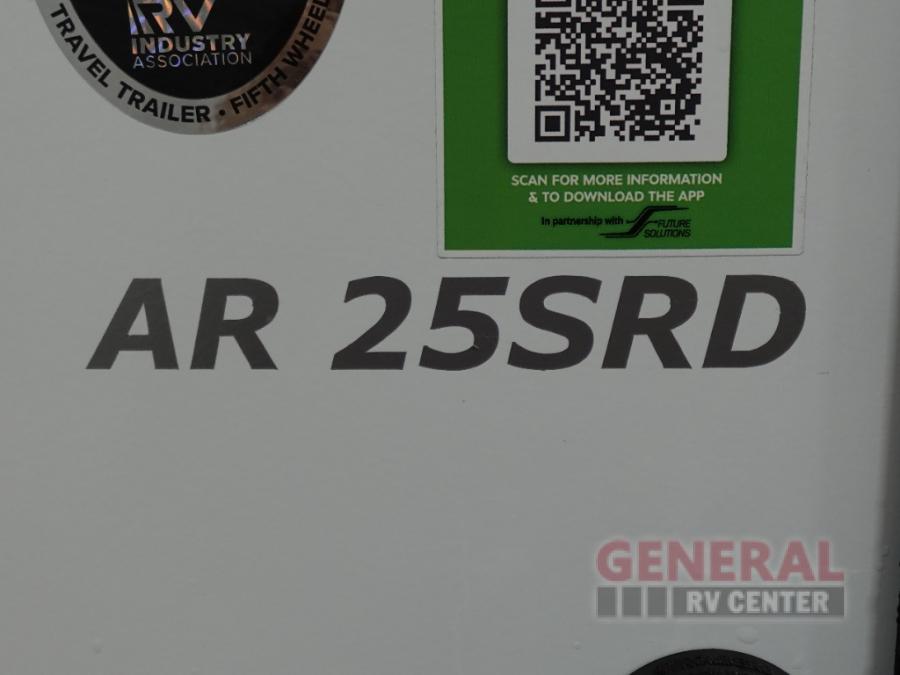 RV
INDUSTRY
ASSOCIATION
TRAVEL TRAILER • FIFTH WHEEL
SCAN FOR MORE INFORMATION
& TO DOWNLOAD THE APP
In partnership with FUTURE
SOLUTIONS
AR 25SRD
GENERAL
RV CENTER